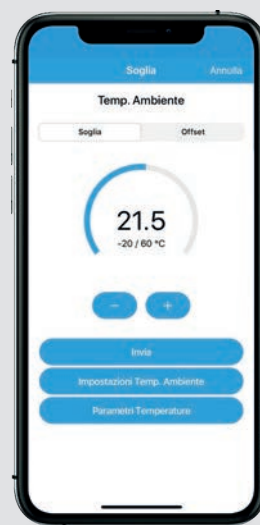 Soglia Annulla
Temp. Ambiente
Soglia Offset
21.5
-20 / 60 °C
− +
Invia
Impostazioni Temp. Ambiente
Parametri Temperature